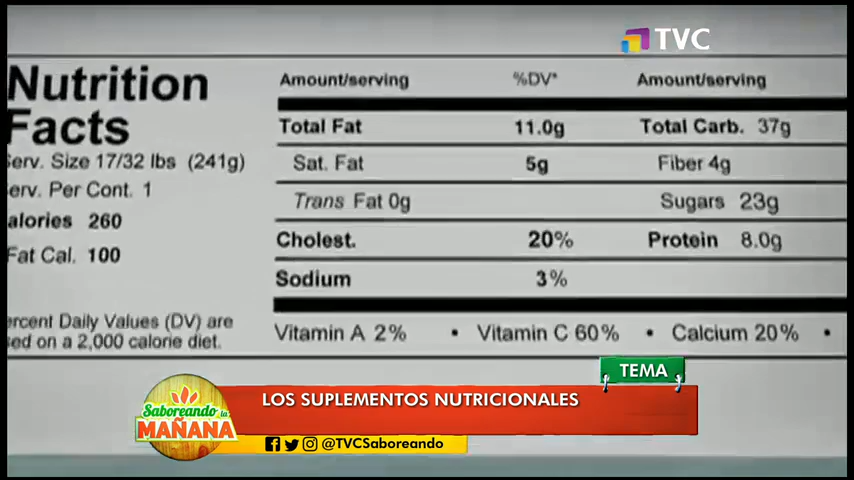 TVC
Nutrition
Facts
Serv. Size 17/32 lbs (241g)
erv. Per Cont. 1
alories 260
Fat Cal. 100
ercent Daily Values (DV) are
sed on a 2,000 calorie diet.
Amount/serving %DV* Amount/serving
Total Fat 11.0g Total Carb. 37g
Sat. Fat 5g Fiber 4g
Trans Fat 0g Sugars 23g
Cholest. 20% Protein 8.0g
Sodium 3%
Vitamin A 2% • Vitamin C 60% • Calcium 20% •
TEMA
LOS SUPLEMENTOS NUTRICIONALES
Saboreando la
MAÑANA
@TVCSaboreando